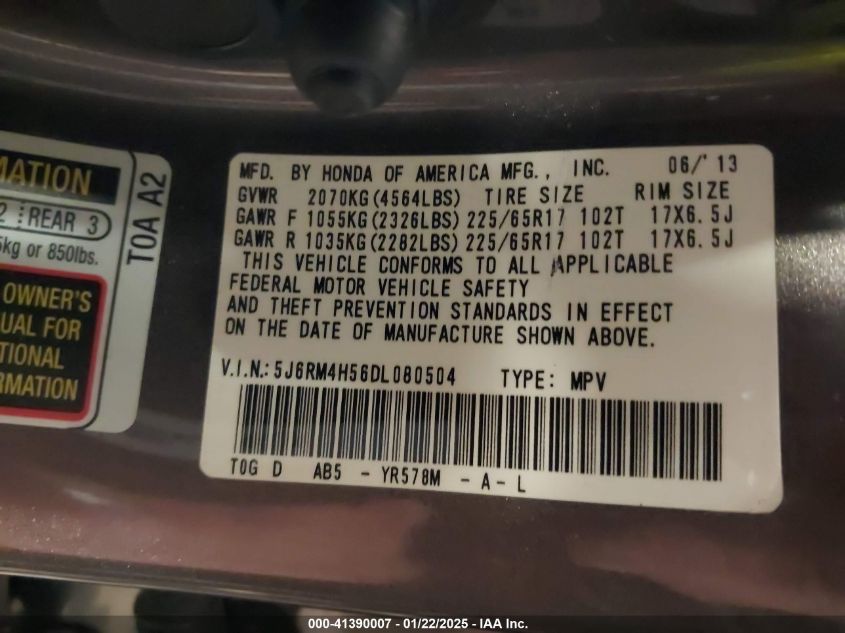 MATION
2 REAR 3
5kg or 850lbs.
OWNER'S
UAL FOR
TIONAL
RMATION
T0A A2
MFD. BY HONDA OF AMERICA MFG., INC. 06/'13
GVWR 2070KG(4564LBS) TIRE SIZE RIM SIZE
GAWR F 1055KG(2326LBS) 225/65R17 102T 17X6.5J
GAWR R 1035KG(2282LBS) 225/65R17 102T 17X6.5J
THIS VEHICLE CONFORMS TO ALL APPLICABLE
FEDERAL MOTOR VEHICLE SAFETY
AND THEFT PREVENTION STANDARDS IN EFFECT
ON THE DATE OF MANUFACTURE SHOWN ABOVE.
V.I.N.: 5J6RM4H56DL080504 TYPE: MPV
T0G D AB5 - YR578M - A - L
000-41390007 - 01/22/2025 - IAA Inc.